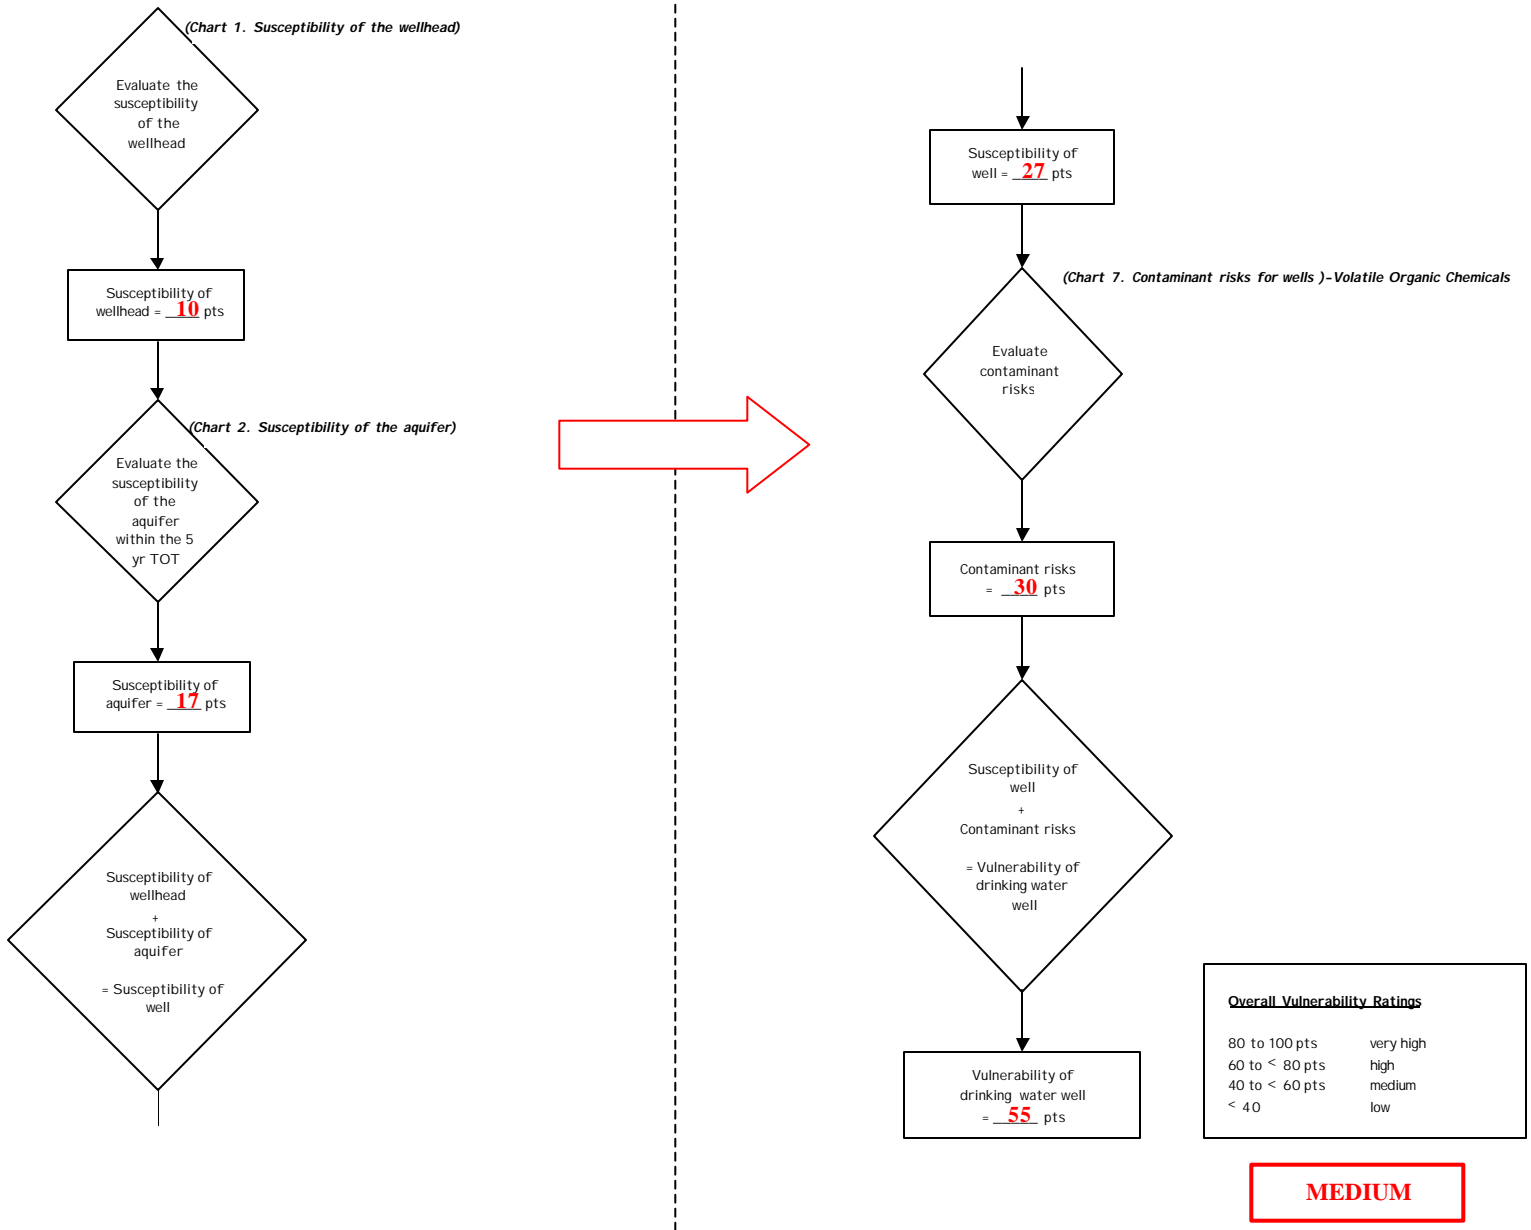 (Chart 1. Susceptibility of the wellhead)
Evaluate the
susceptibility
of the
wellhead
Susceptibility of
wellhead = 10 pts
(Chart 2. Susceptibility of the aquifer)
Evaluate the
susceptibility
of the
aquifer
within the 5
yr TOT
Susceptibility of
aquifer = 17 pts
Susceptibility of
wellhead
+
Susceptibility of
aquifer
= Susceptibility of
well
Susceptibility of
well = 27 pts
(Chart 7. Contaminant risks for wells )-Volatile Organic Chemicals
Evaluate
contaminant
risks
Contaminant risks
= 30 pts
Susceptibility of
well
+
Contaminant risks
= Vulnerability of
drinking water
well
Vulnerability of
drinking water well
= 55 pts
Overall Vulnerability Ratings
80 to 100 pts very high
60 to < 80 pts high
40 to < 60 pts medium
< 40 low
MEDIUM